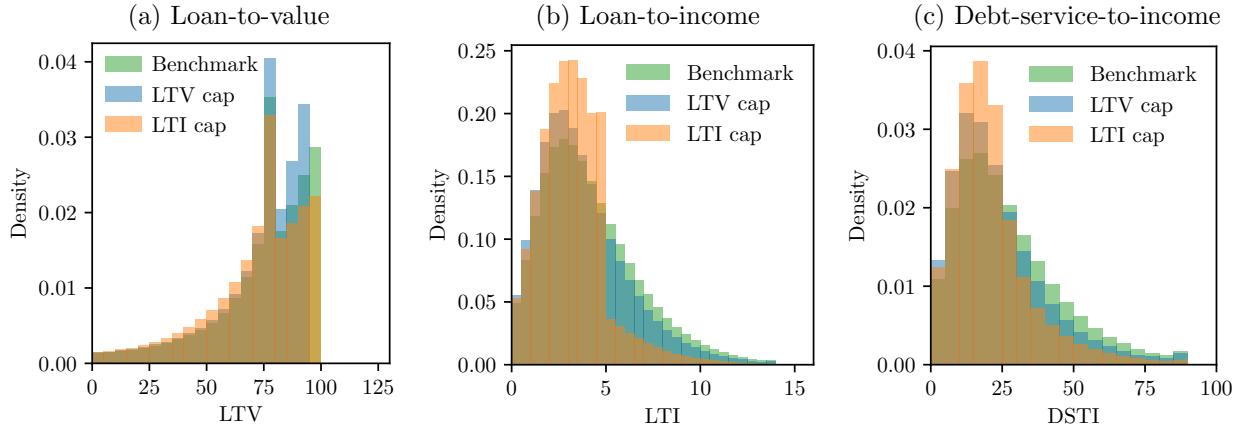 (a) Loan-to-value
Density
0.04
0.03
0.02
0.01
0.00
Benchmark
LTV cap
LTI cap
0 25 50 75 100 125
LTV
(b) Loan-to-income
Density
0.25
0.20
0.15
0.10
0.05
0.00
Benchmark
LTV cap
LTI cap
0 5 10 15
LTI
(c) Debt-service-to-income
Density
0.04
0.03
0.02
0.01
0.00
Benchmark
LTV cap
LTI cap
0 25 50 75 100
DSTI